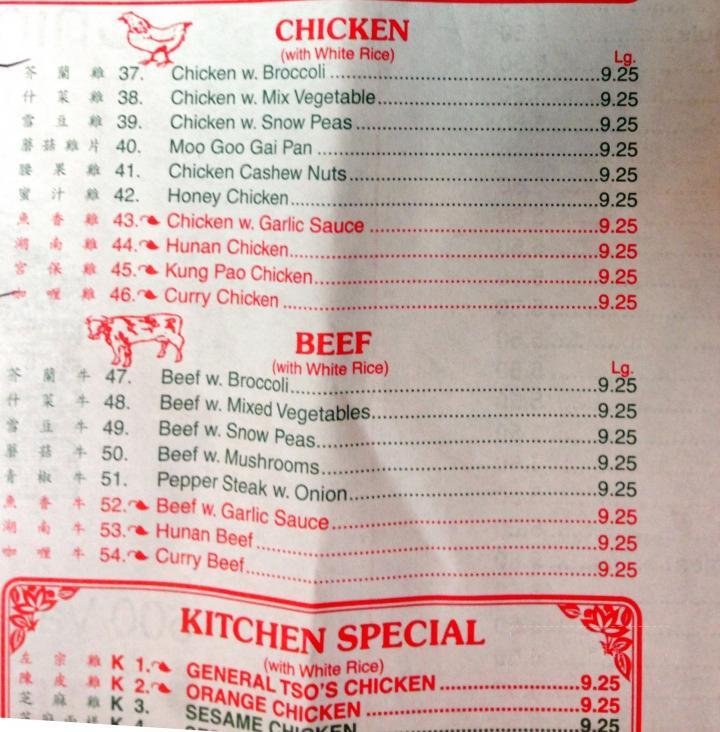 CHICKEN
(with White Rice)
Lg.
芥 蘭 雞 37. Chicken w. Broccoli 9.25
什 菜 雞 38. Chicken w. Mix Vegetable 9.25
雪 豆 雞 39. Chicken w. Snow Peas 9.25
蘑 菇 雞 片 40. Moo Goo Gai Pan 9.25
腰 果 雞 41. Chicken Cashew Nuts 9.25
蜜 汁 雞 42. Honey Chicken 9.25
魚 香 雞 43. Chicken w. Garlic Sauce 9.25
湖 南 雞 44. Hunan Chicken 9.25
宮 保 雞 45. Kung Pao Chicken 9.25
咖 喱 雞 46. Curry Chicken 9.25
BEEF
(with White Rice)
Lg.
芥 蘭 牛 47. Beef w. Broccoli 9.25
什 菜 牛 48. Beef w. Mixed Vegetables 9.25
雪 豆 牛 49. Beef w. Snow Peas 9.25
蘑 菇 牛 50. Beef w. Mushrooms 9.25
青 椒 牛 51. Pepper Steak w. Onion 9.25
魚 香 牛 52. Beef w. Garlic Sauce 9.25
湖 南 牛 53. Hunan Beef 9.25
咖 喱 牛 54. Curry Beef 9.25
KITCHEN SPECIAL
(with White Rice)
左 宗 雞 K 1. GENERAL TSO'S CHICKEN 9.25
陳 皮 雞 K 2. ORANGE CHICKEN 9.25
芝 麻 雞 K 3. SESAME CHICKEN 9.25